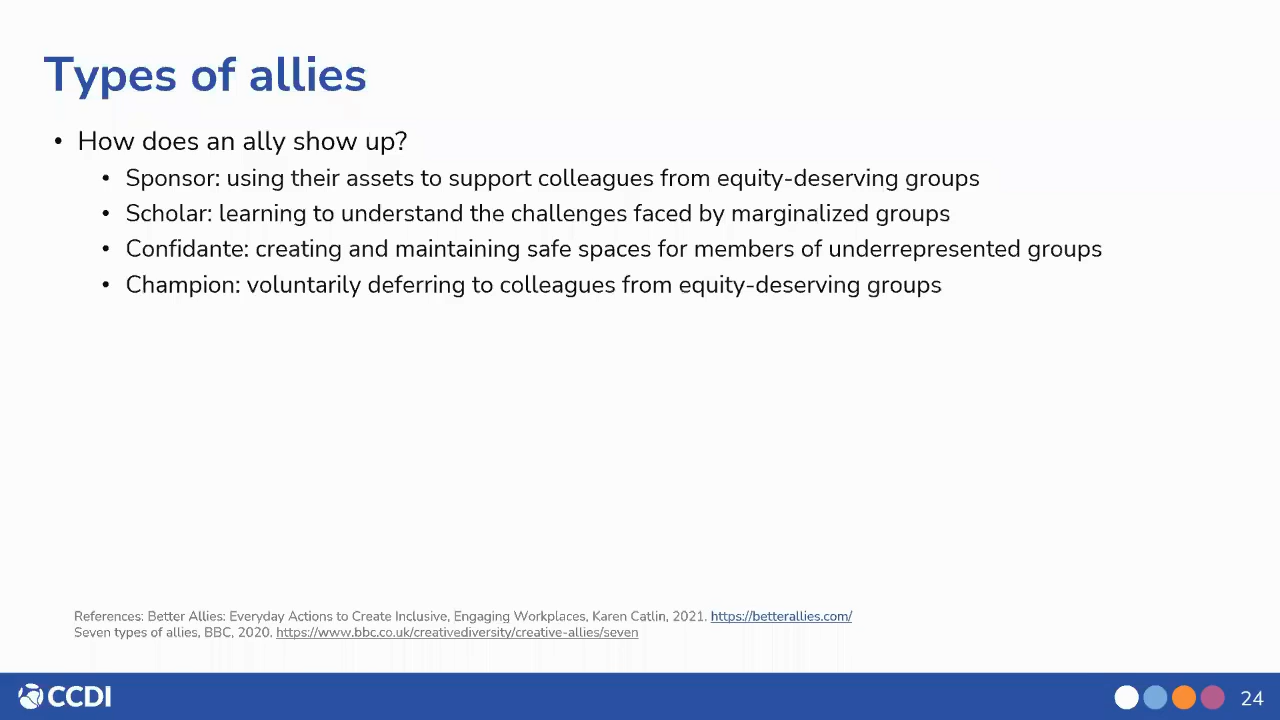 Types of allies
• How does an ally show up?
• Sponsor: using their assets to support colleagues from equity-deserving groups
• Scholar: learning to understand the challenges faced by marginalized groups
• Confidante: creating and maintaining safe spaces for members of underrepresented groups
• Champion: voluntarily deferring to colleagues from equity-deserving groups
References: Better Allies: Everyday Actions to Create Inclusive, Engaging Workplaces, Karen Catlin, 2021. https://betterallies.com/
Seven types of allies, BBC, 2020. https://www.bbc.co.uk/creativediversity/creative-allies/seven
CCDI
24